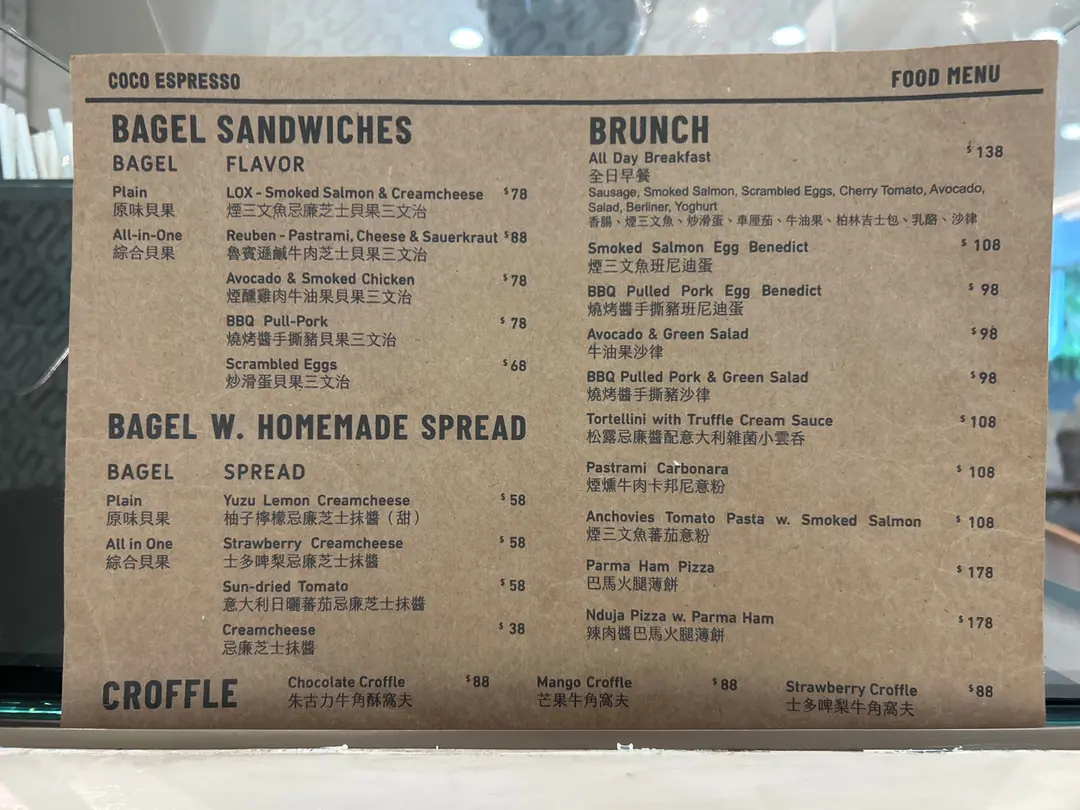 COCO ESPRESSO
FOOD MENU
BAGEL SANDWICHES
BAGEL FLAVOR
Plain
原味貝果
All-in-One
綜合貝果
LOX - Smoked Salmon & Creamcheese $78
煙三文魚忌廉芝士貝果三文治
Reuben - Pastrami, Cheese & Sauerkraut $88
魯賓遜鹹牛肉芝士貝果三文治
Avocado & Smoked Chicken $78
煙醺雞肉牛油果貝果三文治
BBQ Pull-Pork $78
燒烤醬手撕豬貝果三文治
Scrambled Eggs $68
炒滑蛋貝果三文治
BAGEL W. HOMEMADE SPREAD
BAGEL SPREAD
Plain
原味貝果
All in One
綜合貝果
Yuzu Lemon Creamcheese $58
柚子檸檬忌廉芝士抹醬（甜）
Strawberry Creamcheese $58
士多啤梨忌廉芝士抹醬
Sun-dried Tomato $58
意大利日曬蕃茄忌廉芝士抹醬
Creamcheese $38
忌廉芝士抹醬
BRUNCH
All Day Breakfast $138
全日早餐
Sausage, Smoked Salmon, Scrambled Eggs, Cherry Tomato, Avocado,
Salad, Berliner, Yoghurt
香腸、煙三文魚、炒滑蛋、車厘茄、牛油果、柏林吉士包、乳酪、沙律
Smoked Salmon Egg Benedict $108
煙三文魚班尼迪蛋
BBQ Pulled Pork Egg Benedict $98
燒烤醬手撕豬班尼迪蛋
Avocado & Green Salad $98
牛油果沙律
BBQ Pulled Pork & Green Salad $98
燒烤醬手撕豬沙律
Tortellini with Truffle Cream Sauce $108
松露忌廉醬配意大利雜菌小雲吞
Pastrami Carbonara $108
煙燻牛肉卡邦尼意粉
Anchovies Tomato Pasta w. Smoked Salmon $108
煙三文魚蕃茄意粉
Parma Ham Pizza $178
巴馬火腿薄餅
Nduja Pizza w. Parma Ham $178
辣肉醬巴馬火腿薄餅
CROFFLE
Chocolate Croffle $88
朱古力牛角酥窩夫
Mango Croffle $88
芒果牛角窩夫
Strawberry Croffle $88
士多啤梨牛角窩夫